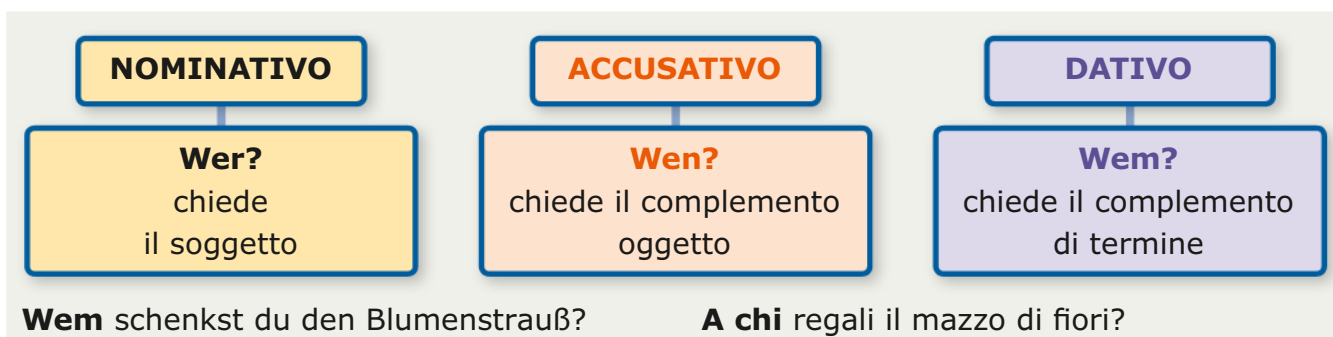 NOMINATIVO
ACCUSATIVO
DATIVO
Wer?
chiede
il soggetto
Wen?
chiede il complemento
oggetto
Wem?
chiede il complemento
di termine
Wem schenkst du den Blumenstrauß?
A chi regali il mazzo di fiori?